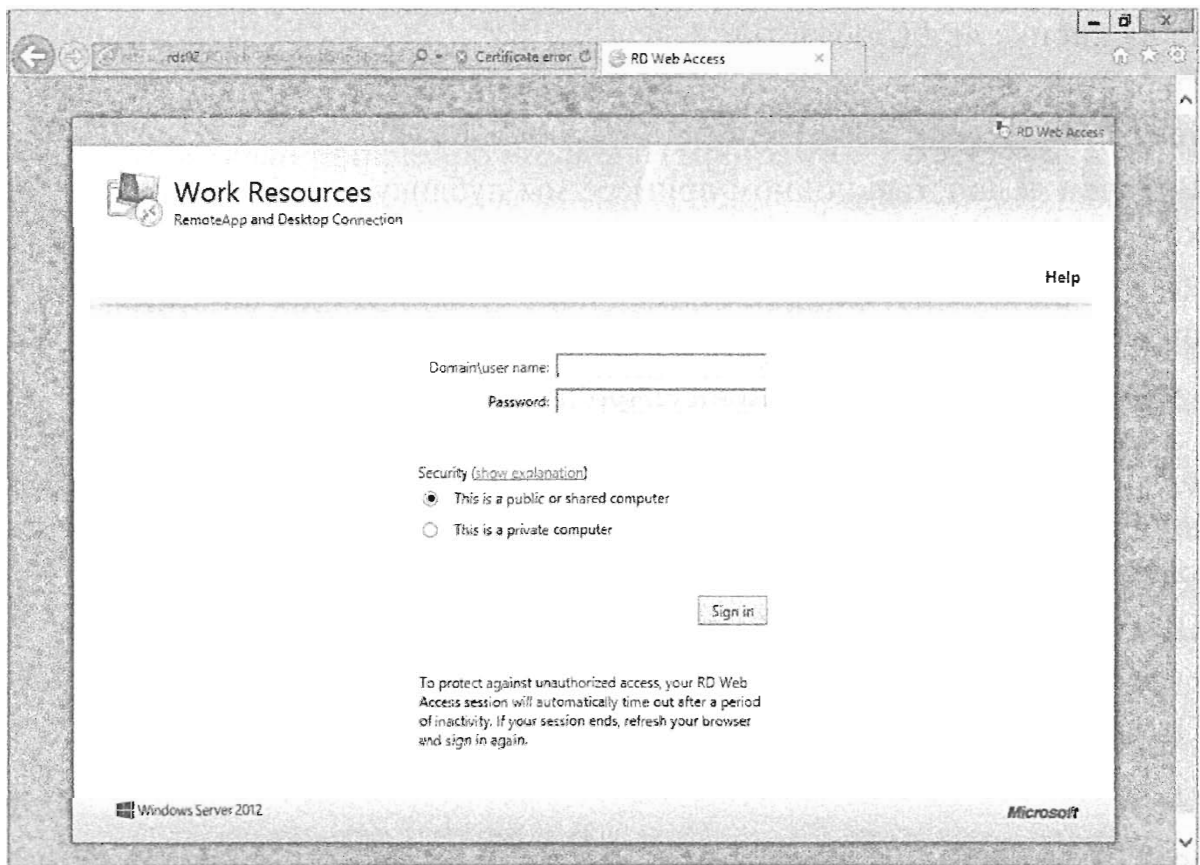 rds02
Certificate error
RD Web Access
RD Web Access
Work Resources
RemoteApp and Desktop Connection
Help
Domain\user name:
Password:
Security (show explanation)
This is a public or shared computer
This is a private computer
Sign in
To protect against unauthorized access, your RD Web
Access session will automatically time out after a period
of inactivity. If your session ends, refresh your browser
and sign in again.
Windows Server 2012
Microsoft